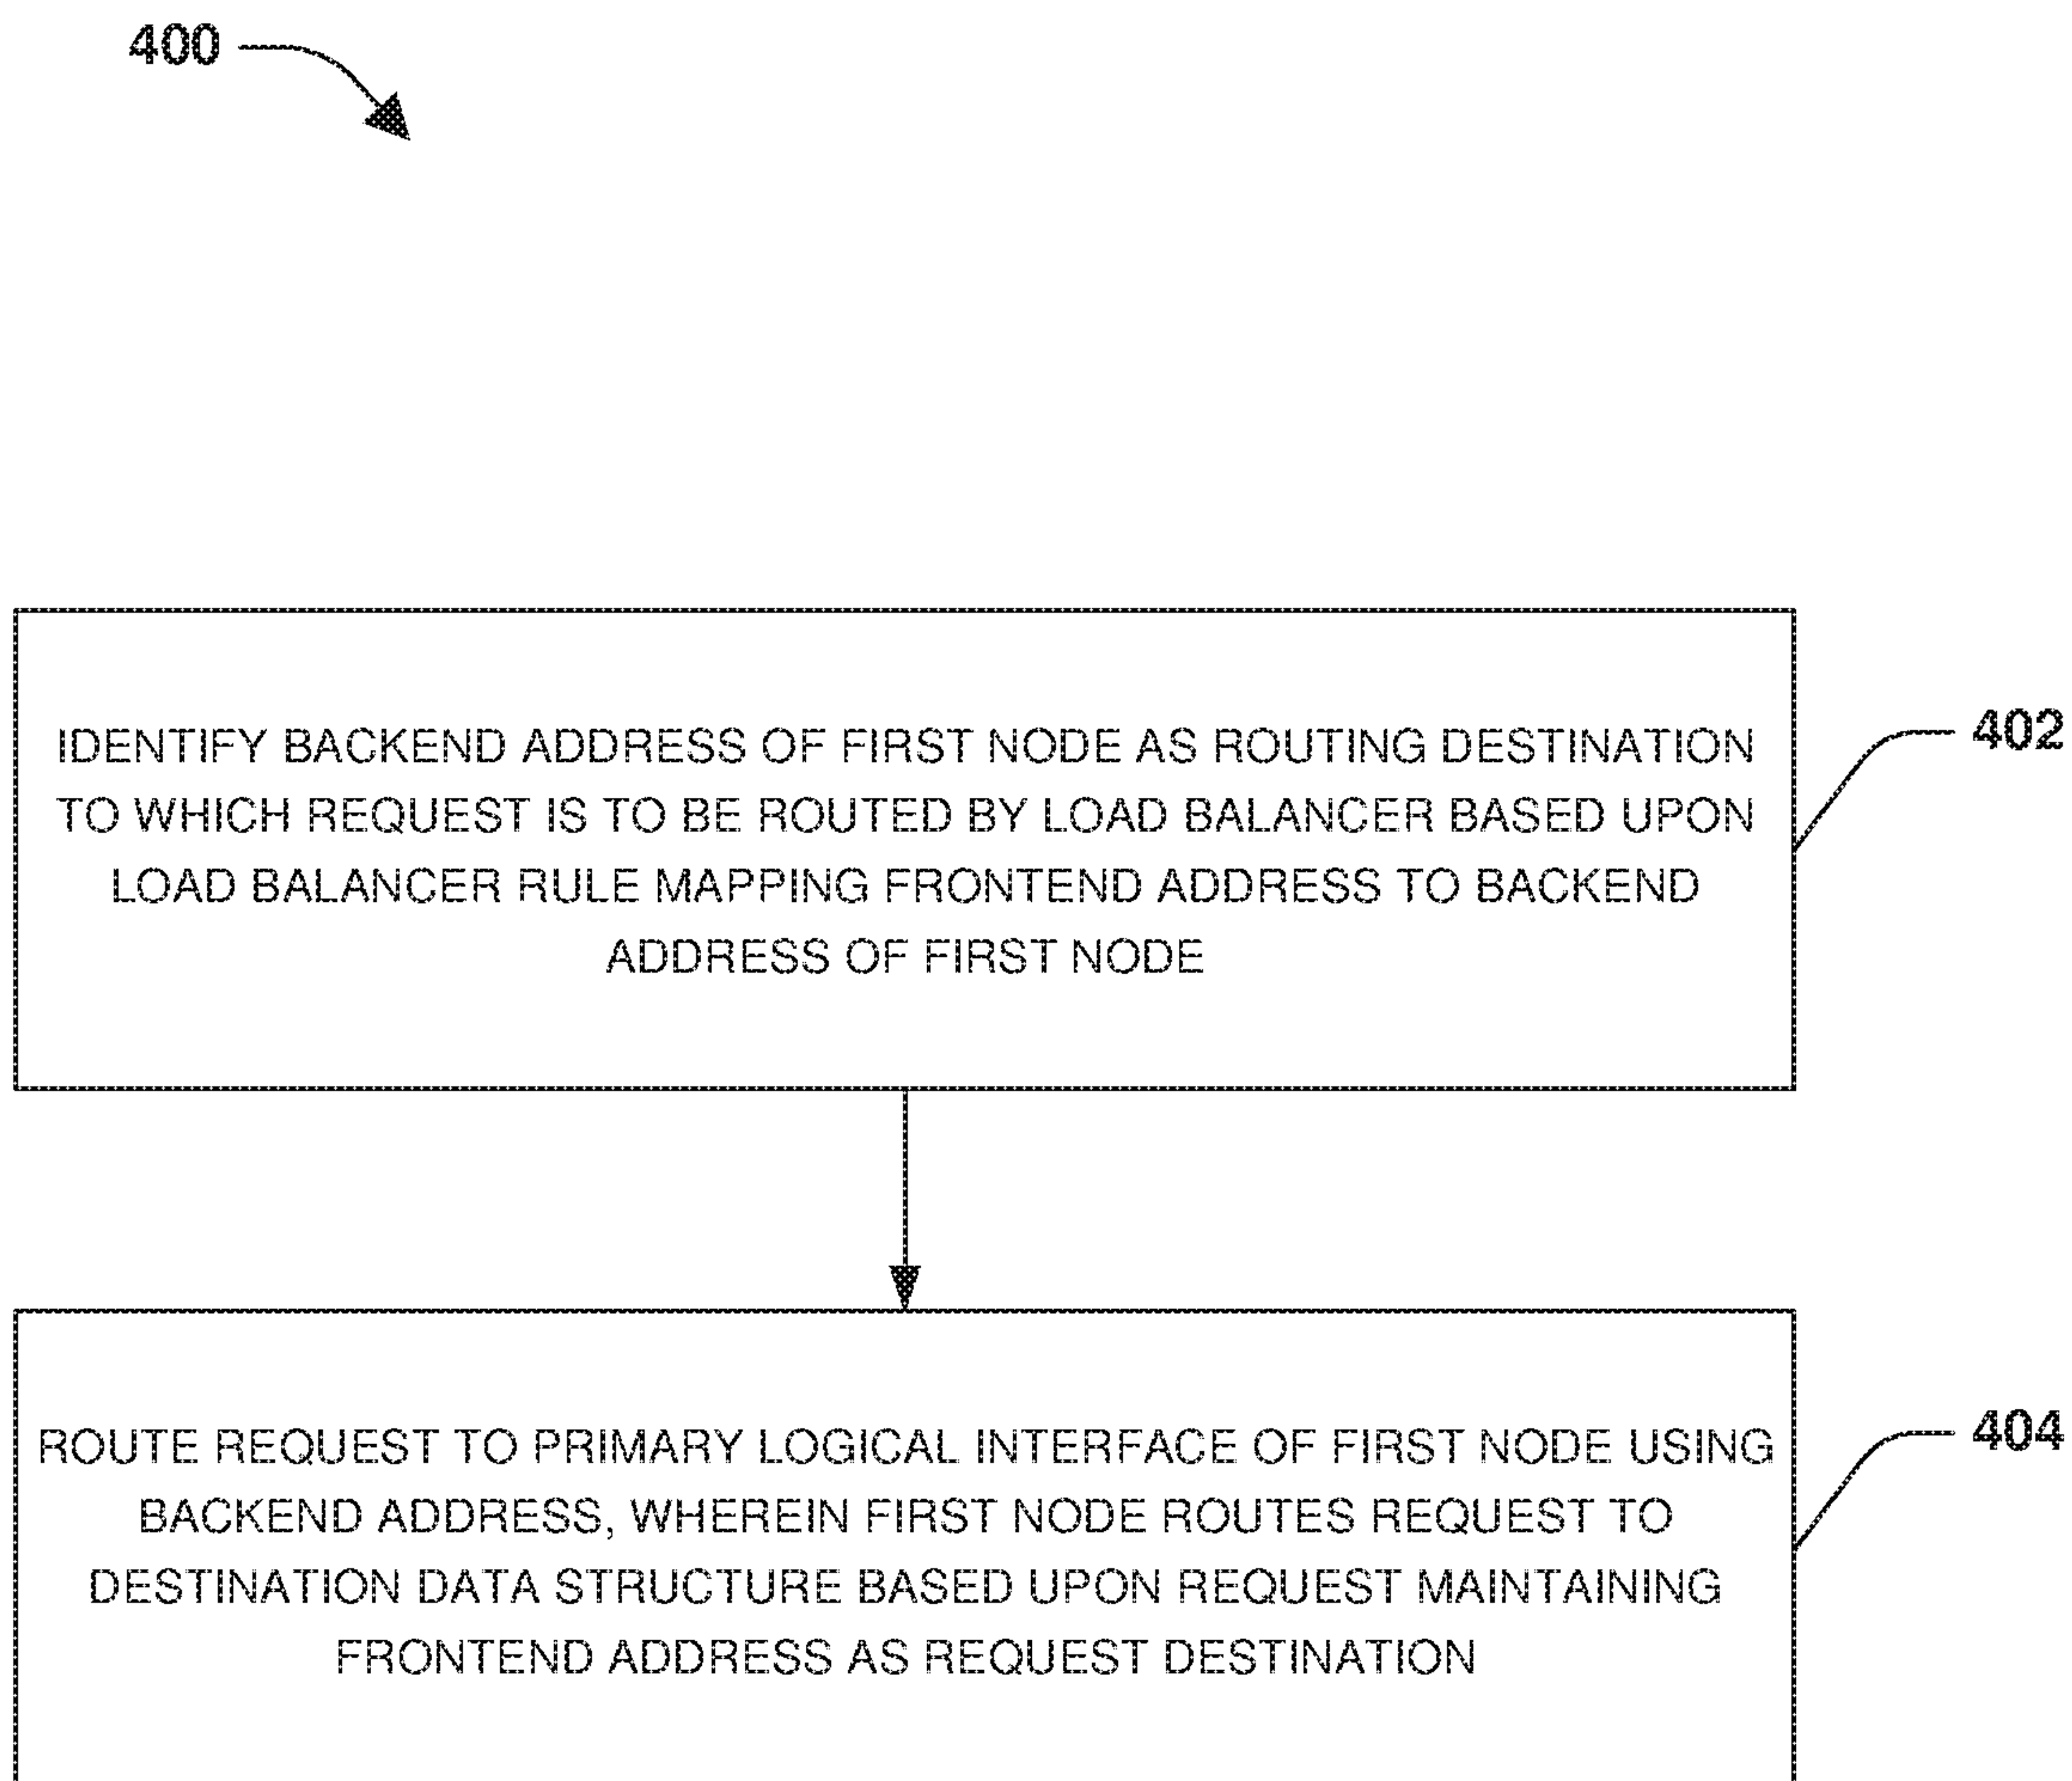 400
IDENTIFY BACKEND ADDRESS OF FIRST NODE AS ROUTING DESTINATION
TO WHICH REQUEST IS TO BE ROUTED BY LOAD BALANCER BASED UPON
LOAD BALANCER RULE MAPPING FRONTEND ADDRESS TO BACKEND
ADDRESS OF FIRST NODE
402
ROUTE REQUEST TO PRIMARY LOGICAL INTERFACE OF FIRST NODE USING
BACKEND ADDRESS, WHEREIN FIRST NODE ROUTES REQUEST TO
DESTINATION DATA STRUCTURE BASED UPON REQUEST MAINTAINING
FRONTEND ADDRESS AS REQUEST DESTINATION
404